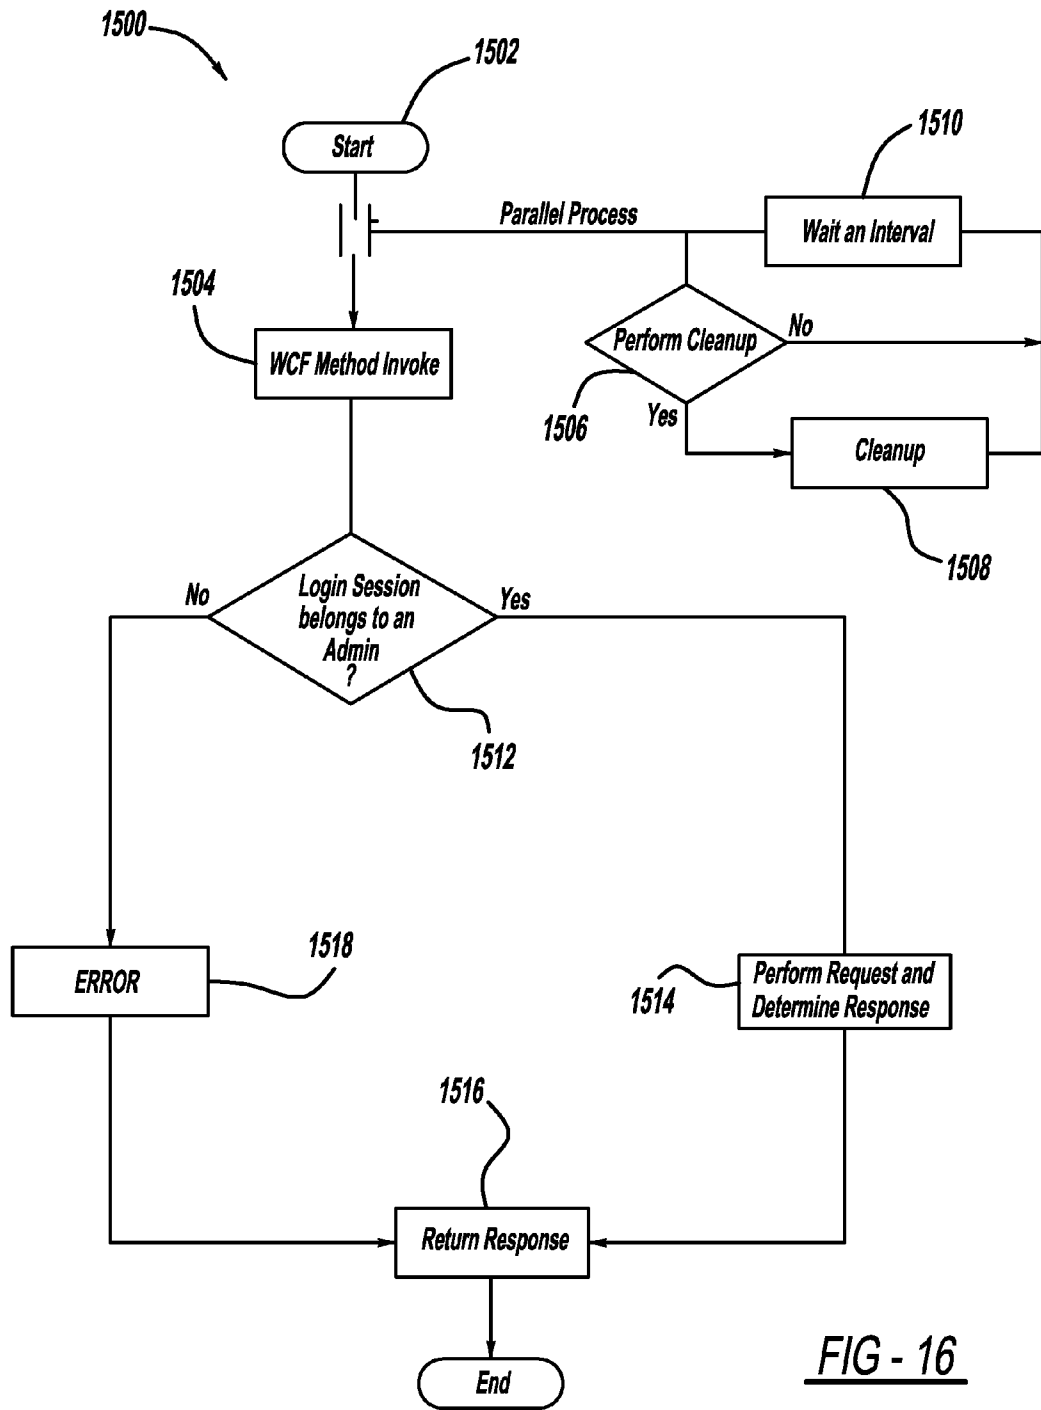 1500
1502
Start
1510
Parallel Process
Wait an Interval
1504
WCF Method Invoke
Perform Cleanup
No
1506
Yes
Cleanup
1508
No
Login Session
belongs to an
Admin
?
Yes
1512
1518
ERROR
1514
Perform Request and
Determine Response
1516
Return Response
End
FIG - 16